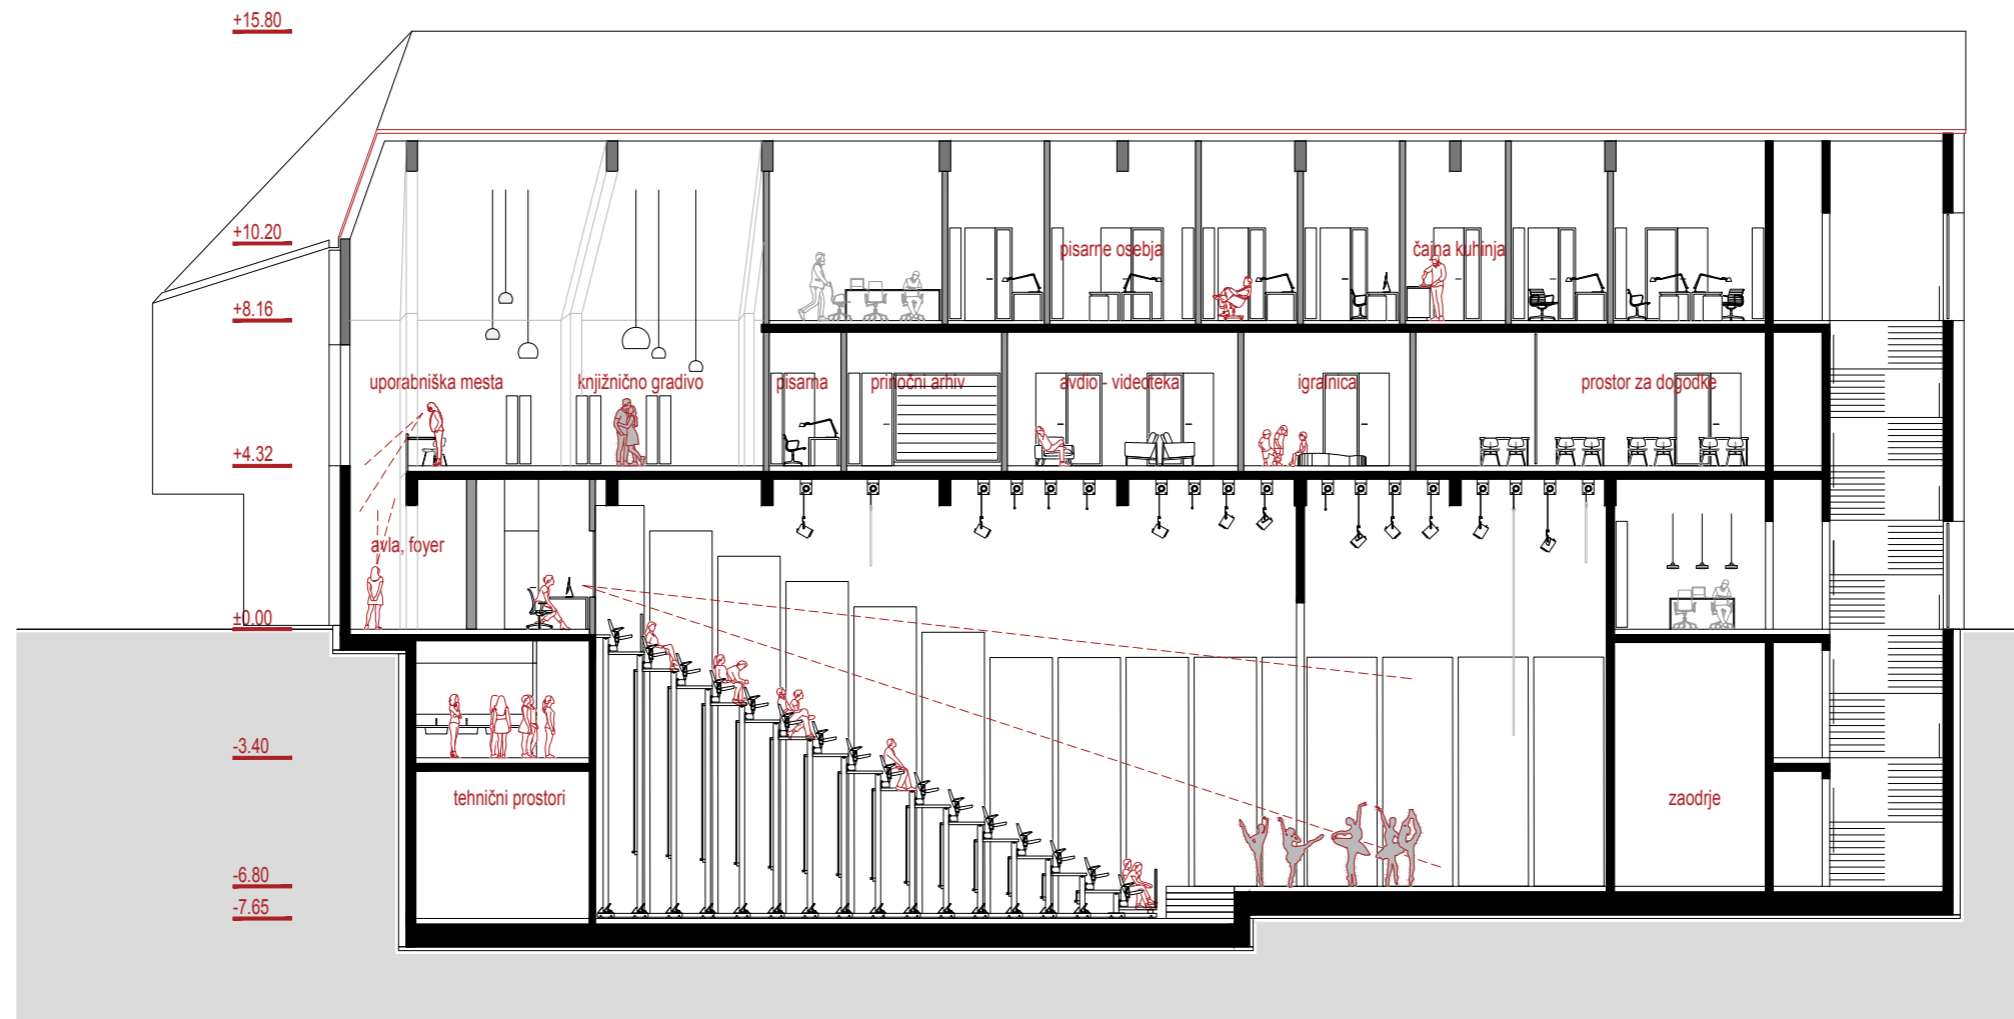 +15.80
+10.20
pisarne osebja
čajna kuhinja
+8.16
uporabniška mesta
knjižnično gradivo
pisarna
priročni arhiv
avdio - videoteka
igralnica
prostor za dogodke
+4.32
avla, foyer
±0.00
-3.40
tehnični prostori
zaodrje
-6.80
-7.65